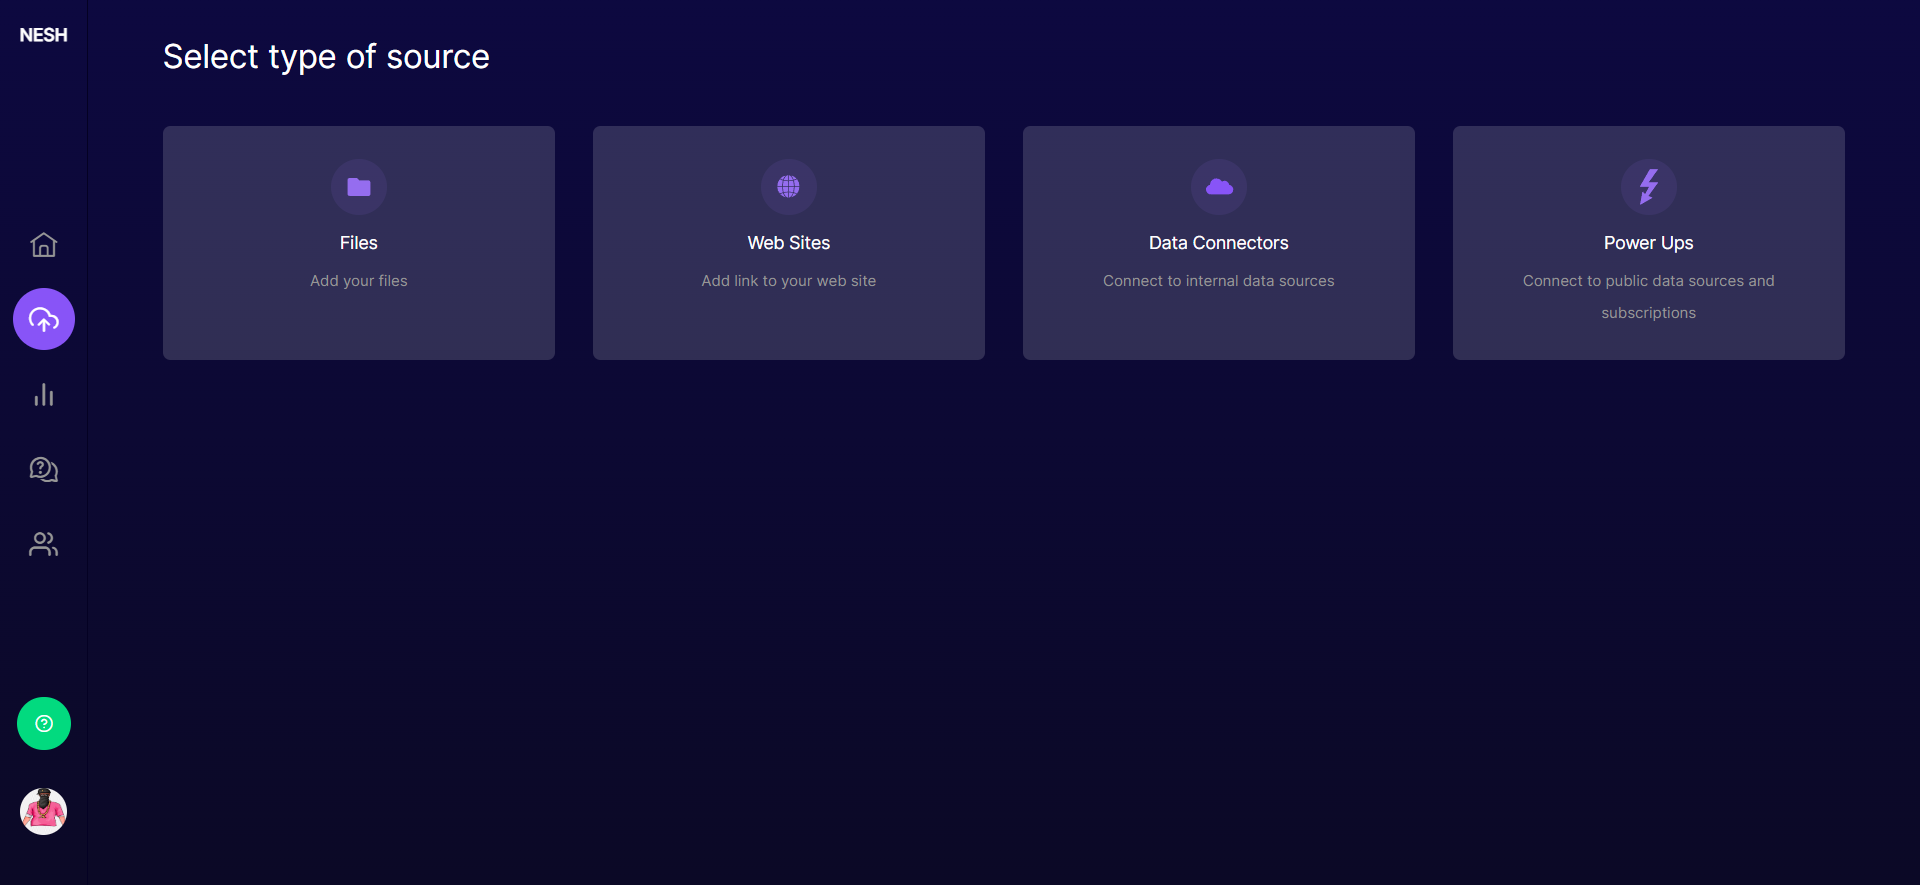 NESH
Select type of source
Files
Add your files
Web Sites
Add link to your web site
Data Connectors
Connect to internal data sources
Power Ups
Connect to public data sources and
subscriptions